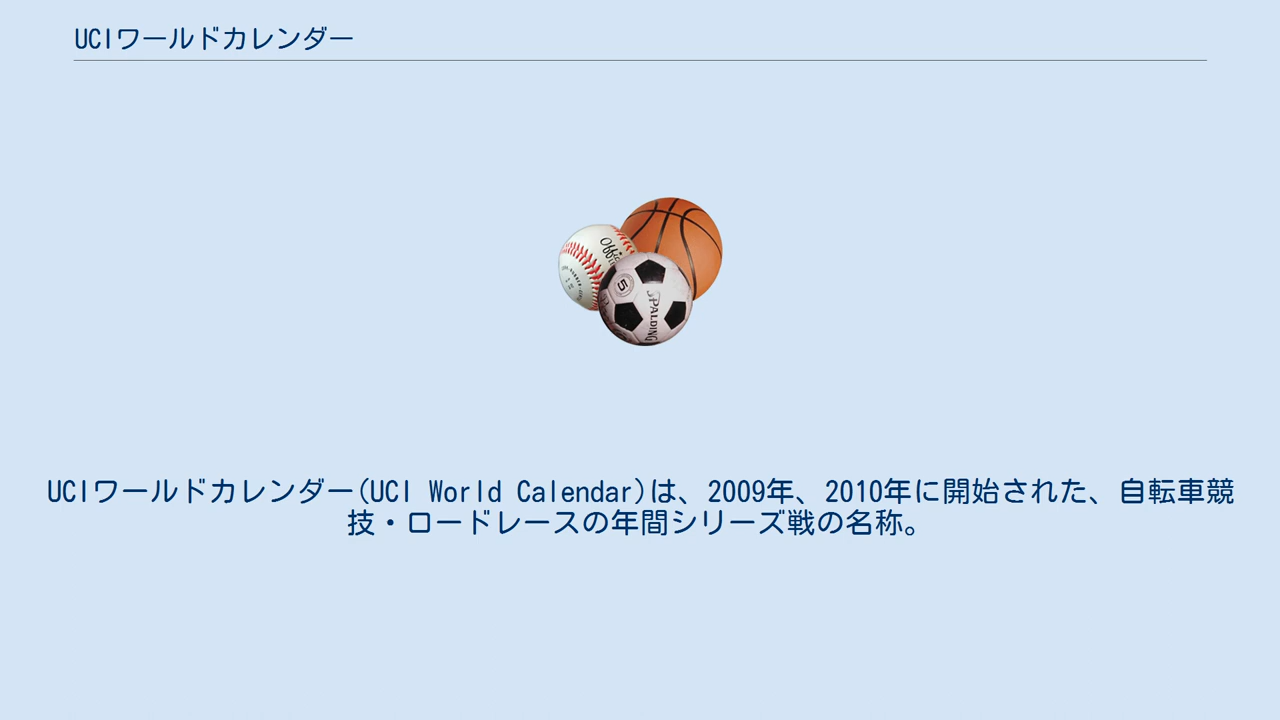 UCIワールドカレンダー
Offici
5
SPALDING
UCIワールドカレンダー(UCI World Calendar)は、2009年、2010年に開始された、自転車競
技・ロードレースの年間シリーズ戦の名称。